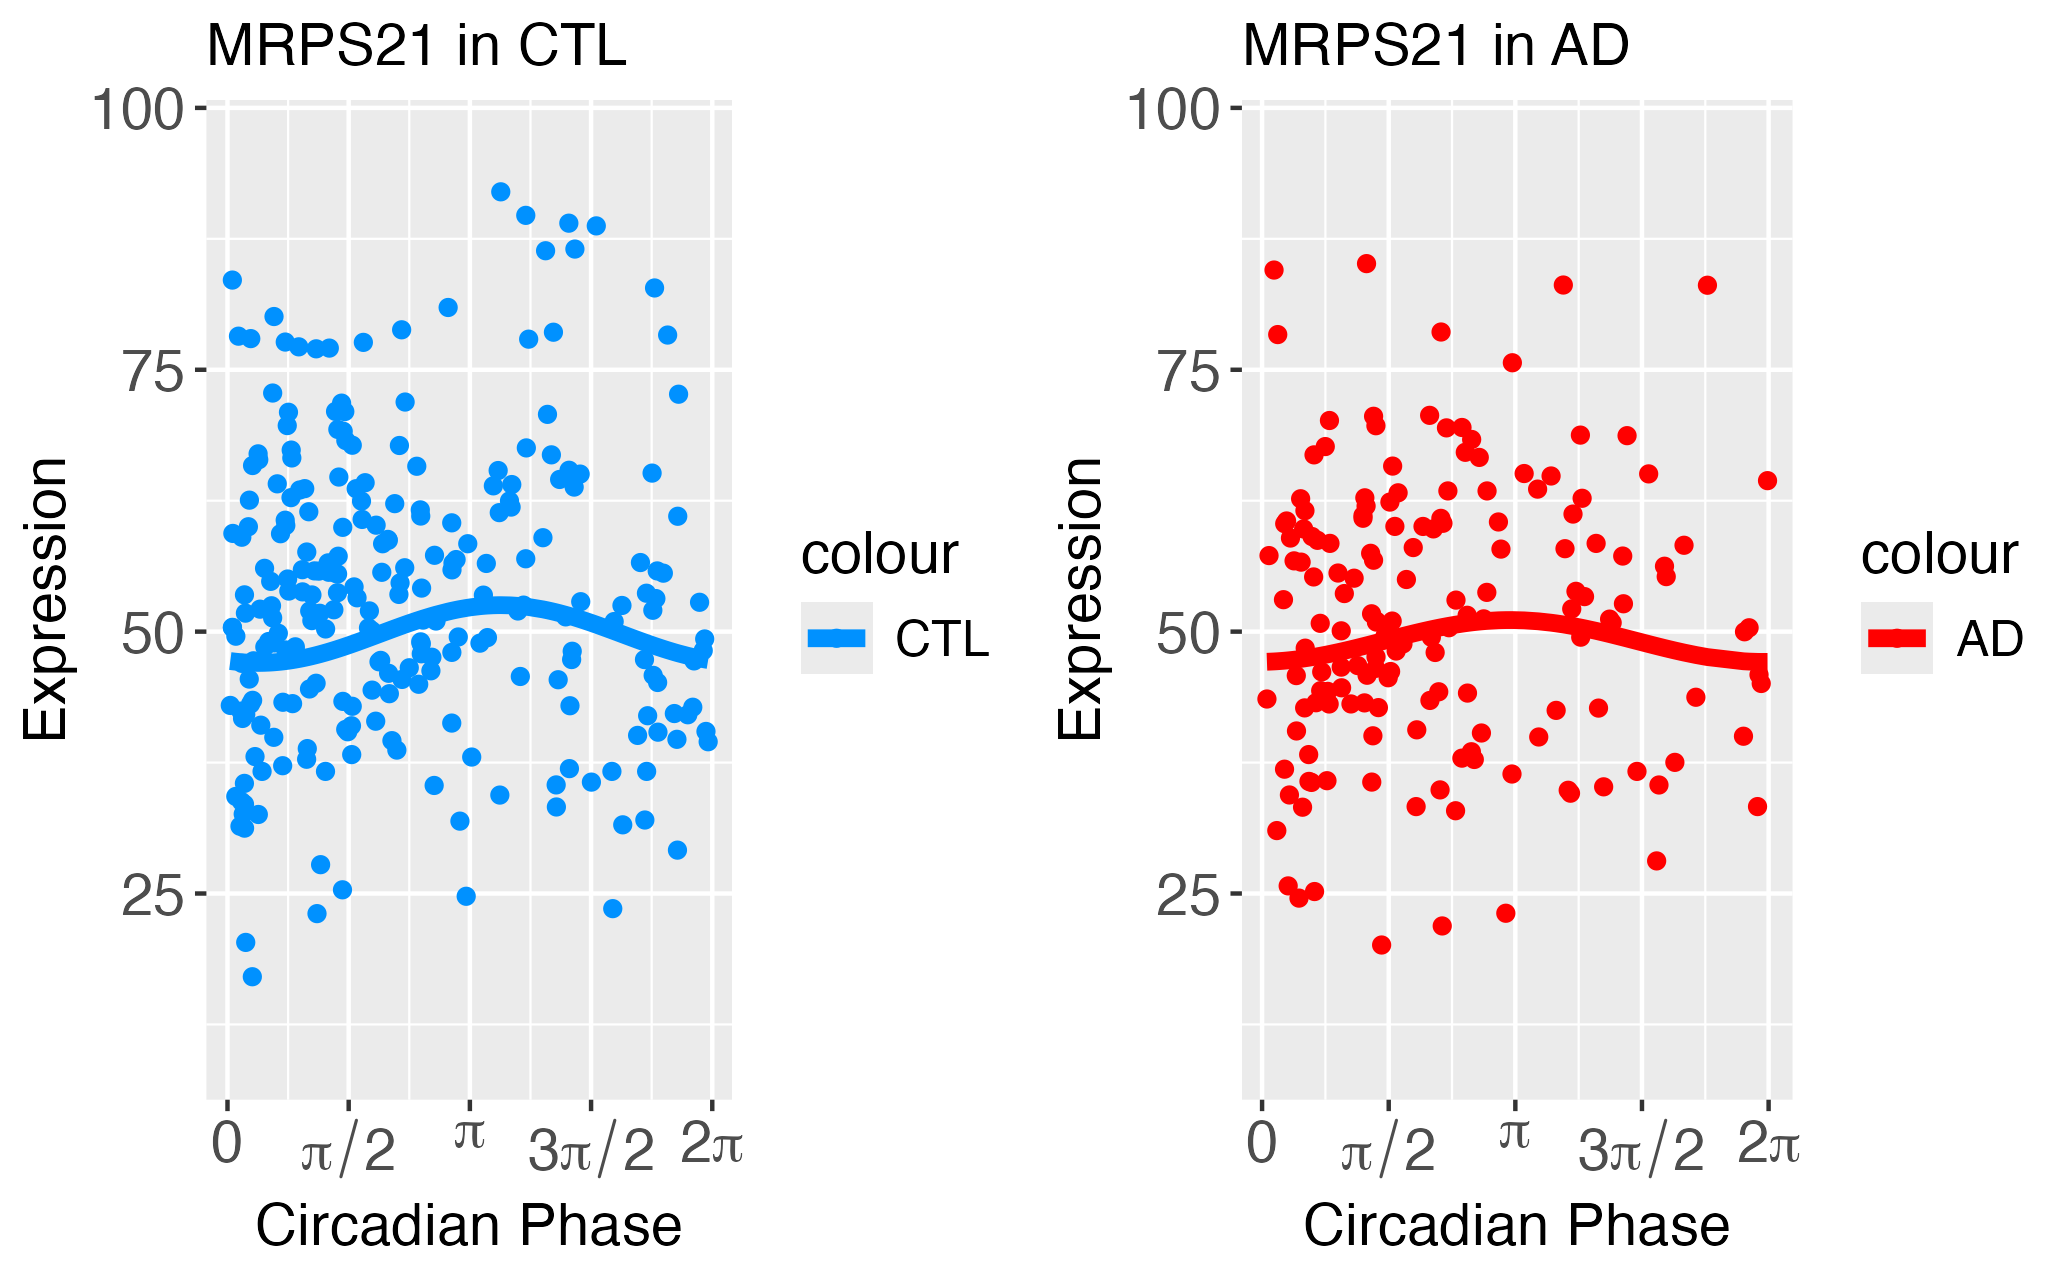 MRPS21 in CTL
100
75
50
25
Expression
0
π/2
π
3π/2
2π
Circadian Phase
colour
CTL
MRPS21 in AD
100
75
50
25
Expression
0
π/2
π
3π/2
2π
Circadian Phase
colour
AD